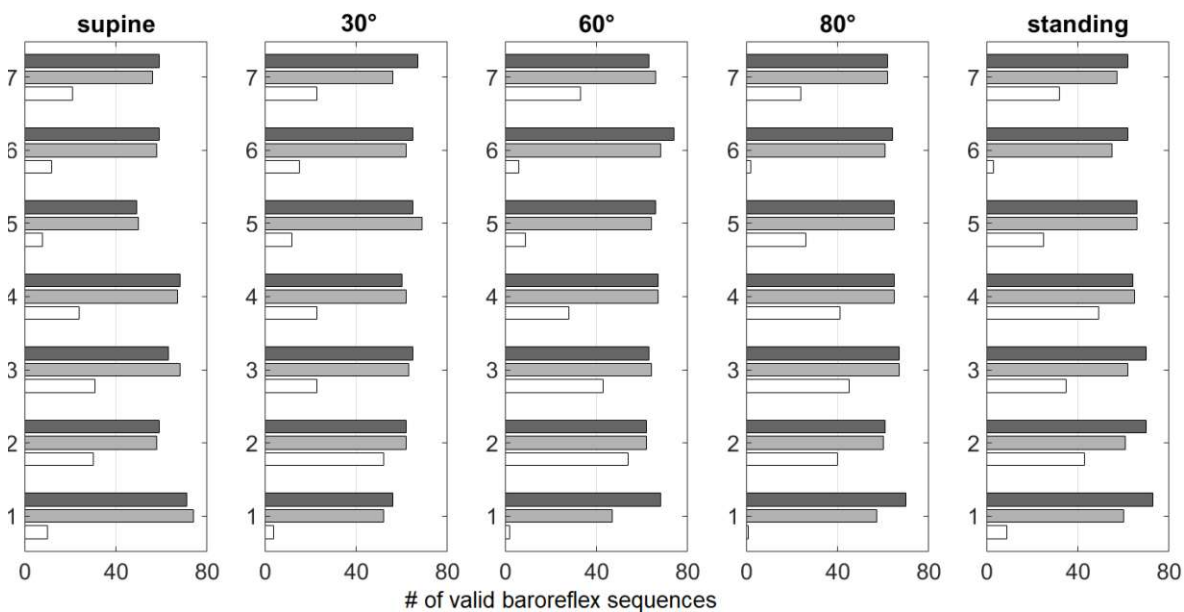 supine 30° 60° 80° standing
7 7 7 7 7
6 6 6 6 6
5 5 5 5 5
4 4 4 4 4
3 3 3 3 3
2 2 2 2 2
1 1 1 1 1
0 40 80 0 40 80 0 40 80 0 40 80 0 40 80
# of valid baroreflex sequences